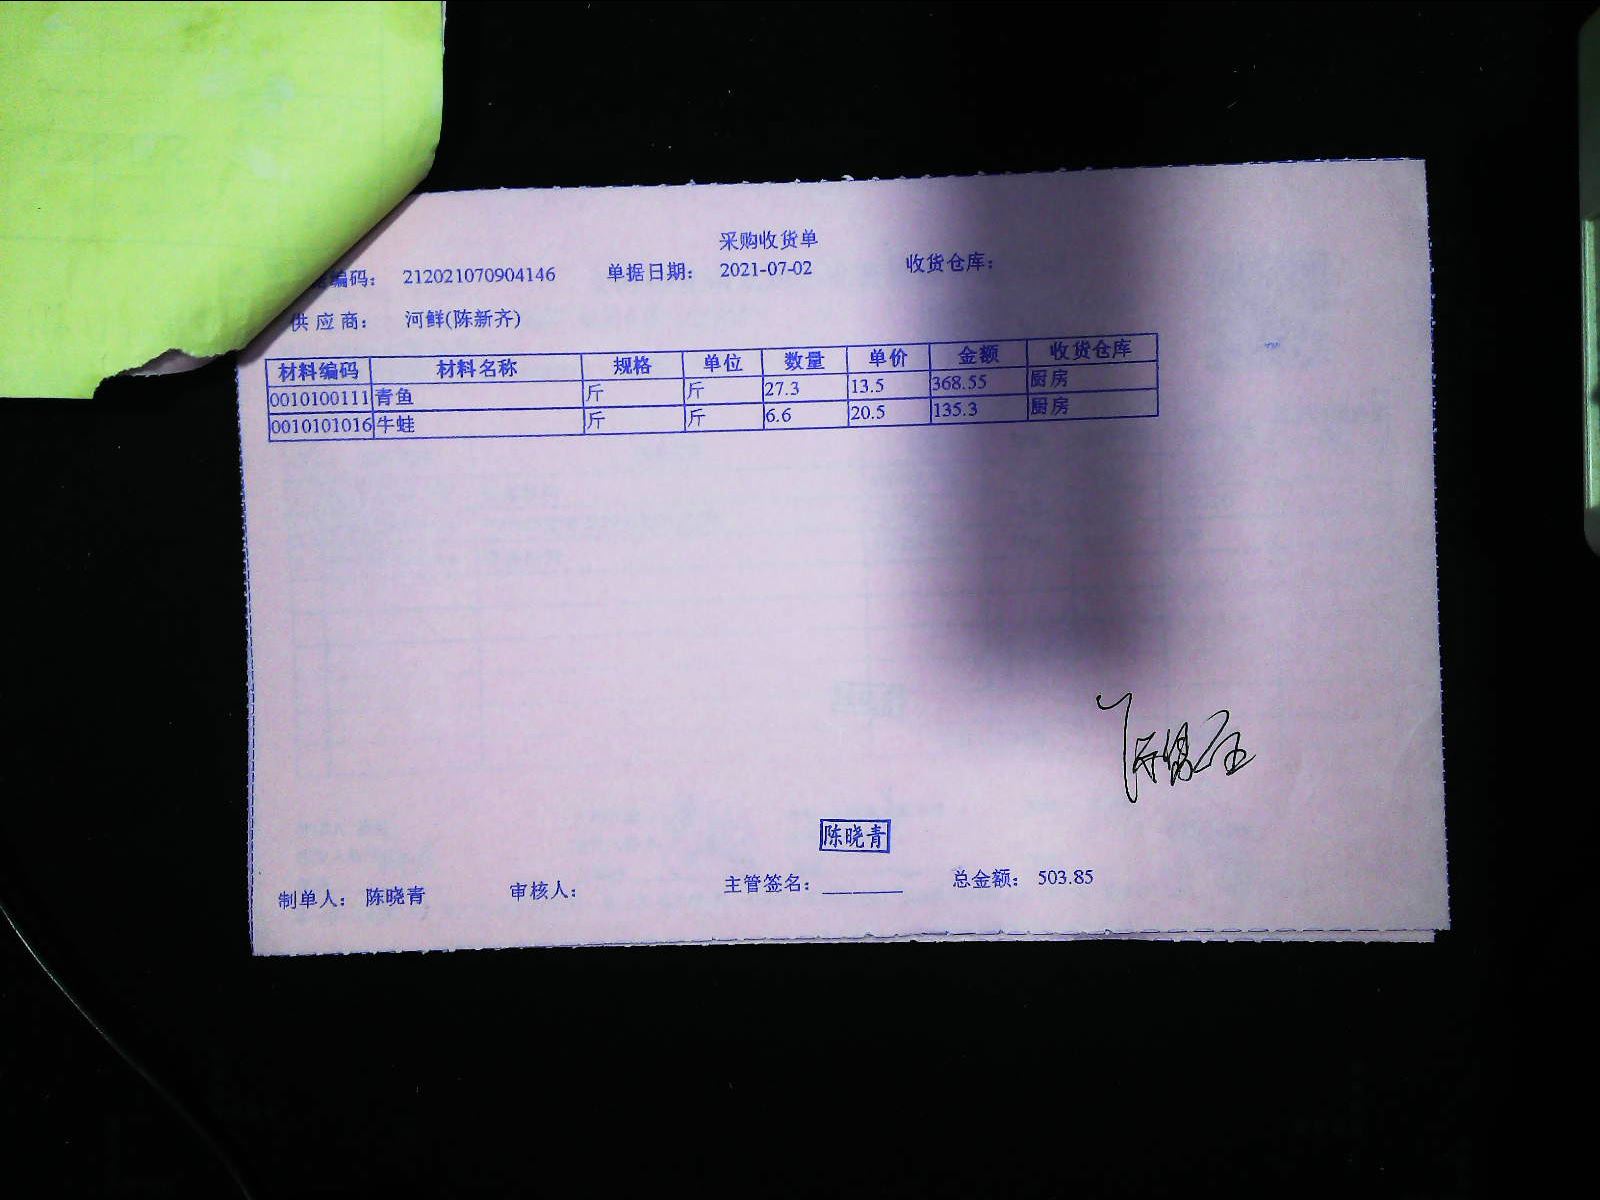 采购收货单
编码： 212021070904146 单据日期： 2021-07-02 收货仓库：
供应商： 河鲜(陈新齐)
材料编码 材料名称 规格 单位 数量 单价 金额 收货仓库
0010100111 青鱼 斤 斤 27.3 13.5 368.55 厨房
0010101016 牛蛙 斤 斤 6.6 20.5 135.3 厨房
陈晓青
制单人： 陈晓青 审核人： 主管签名：________ 总金额： 503.85